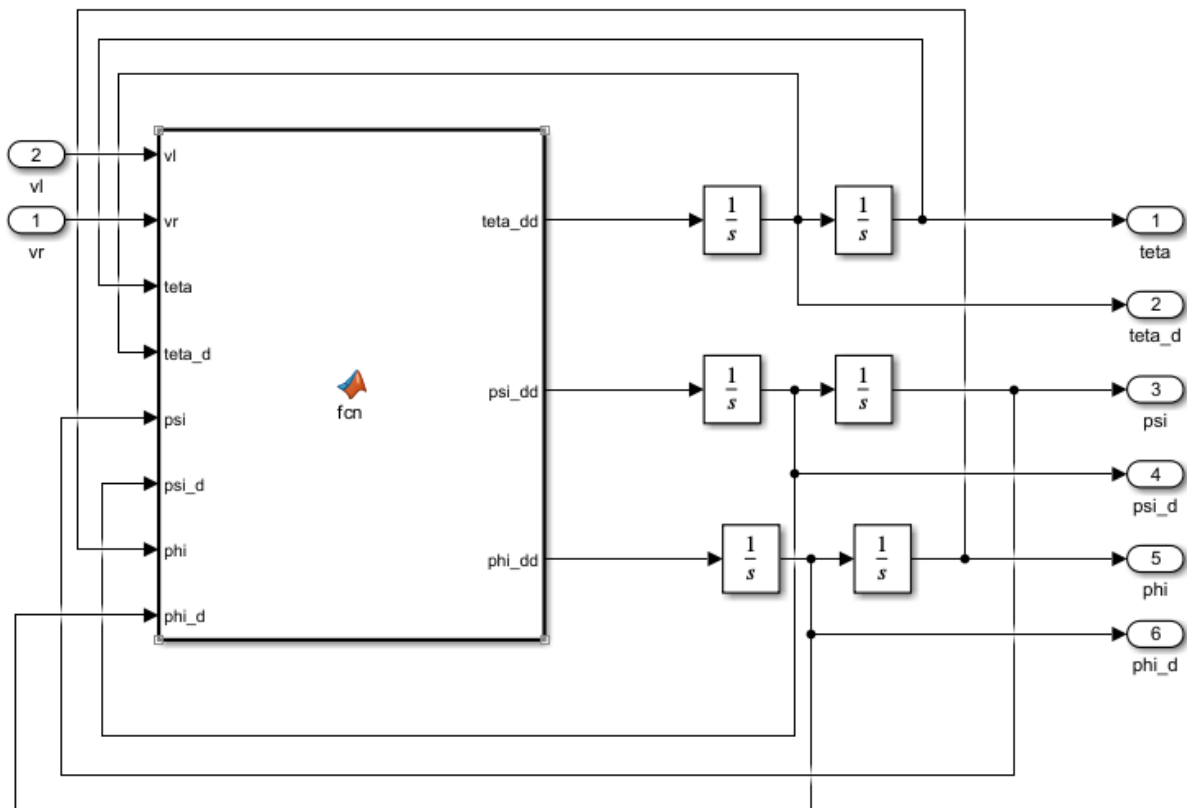 2
vl
1
vr
vl
vr
teta
teta_d
psi
psi_d
phi
phi_d
fcn
teta_dd
psi_dd
phi_dd
1
s
1
s
1
s
1
s
1
s
1
s
1
teta
2
teta_d
3
psi
4
psi_d
5
phi
6
phi_d